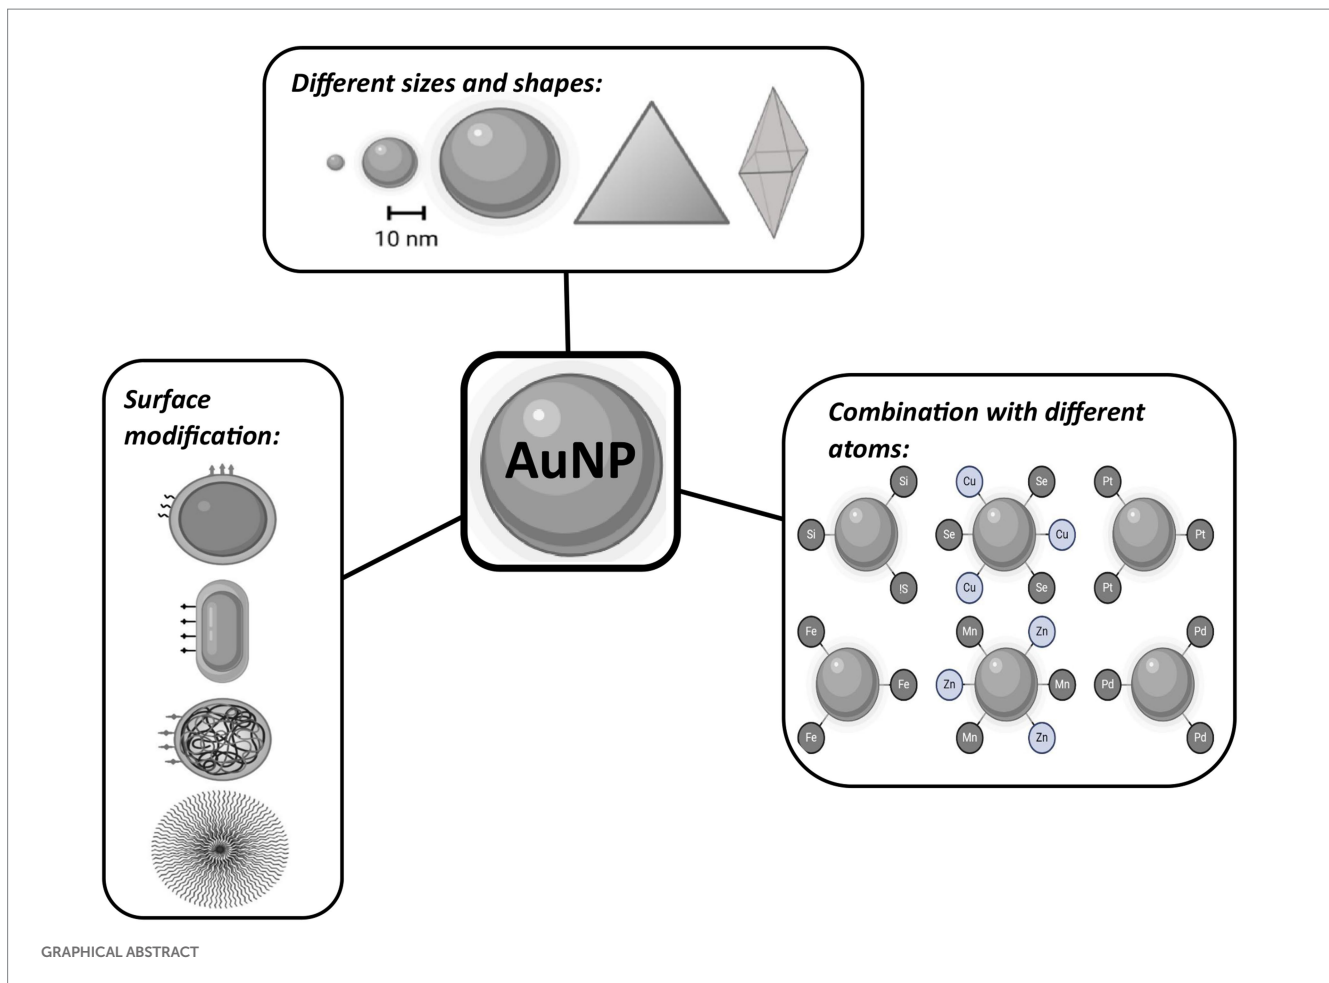 Different sizes and shapes:
10 nm
AuNP
Surface
modification:
Combination with different
atoms:
Si
Cu
Se
Pt
Si
Se
Cu
Pt
Si
Cu
Se
Pt
Fe
Mn
Zn
Pd
Fe
Zn
Mn
Pd
Fe
Mn
Zn
Pd
GRAPHICAL ABSTRACT